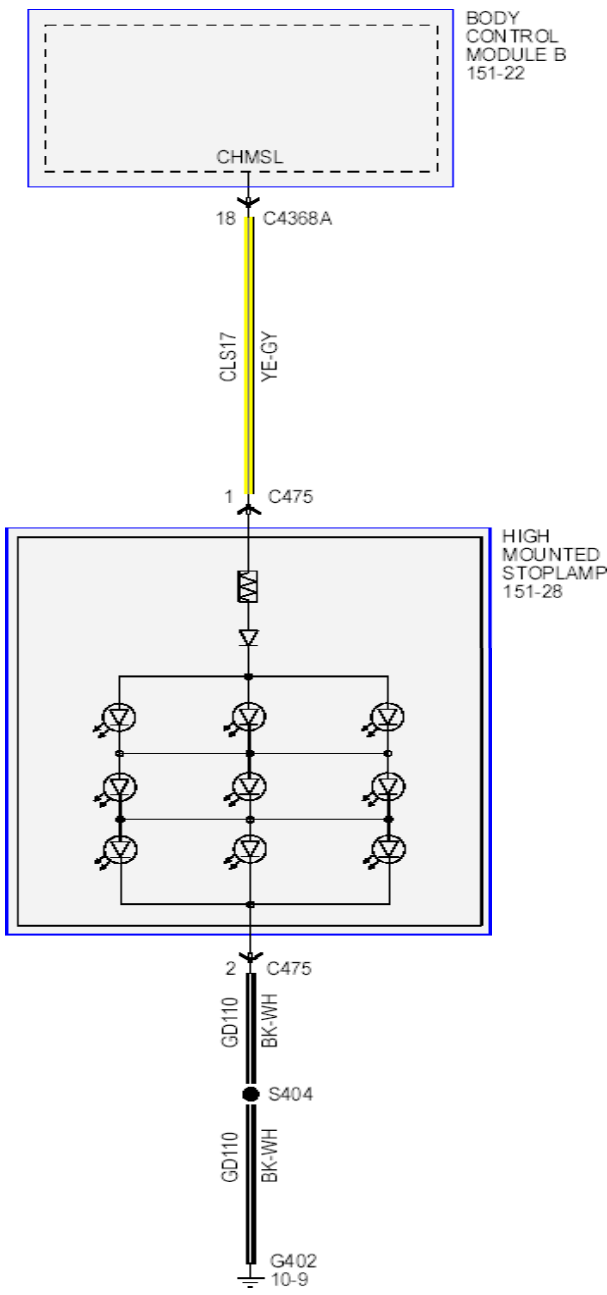 BODY
CONTROL
MODULE B
151-22
CHMSL
18 C4368A
CLS17
YE-GY
1 C475
HIGH
MOUNTED
STOPLAMP
151-28
2 C475
GD110
BK-WH
S404
GD110
BK-WH
G402
10-9